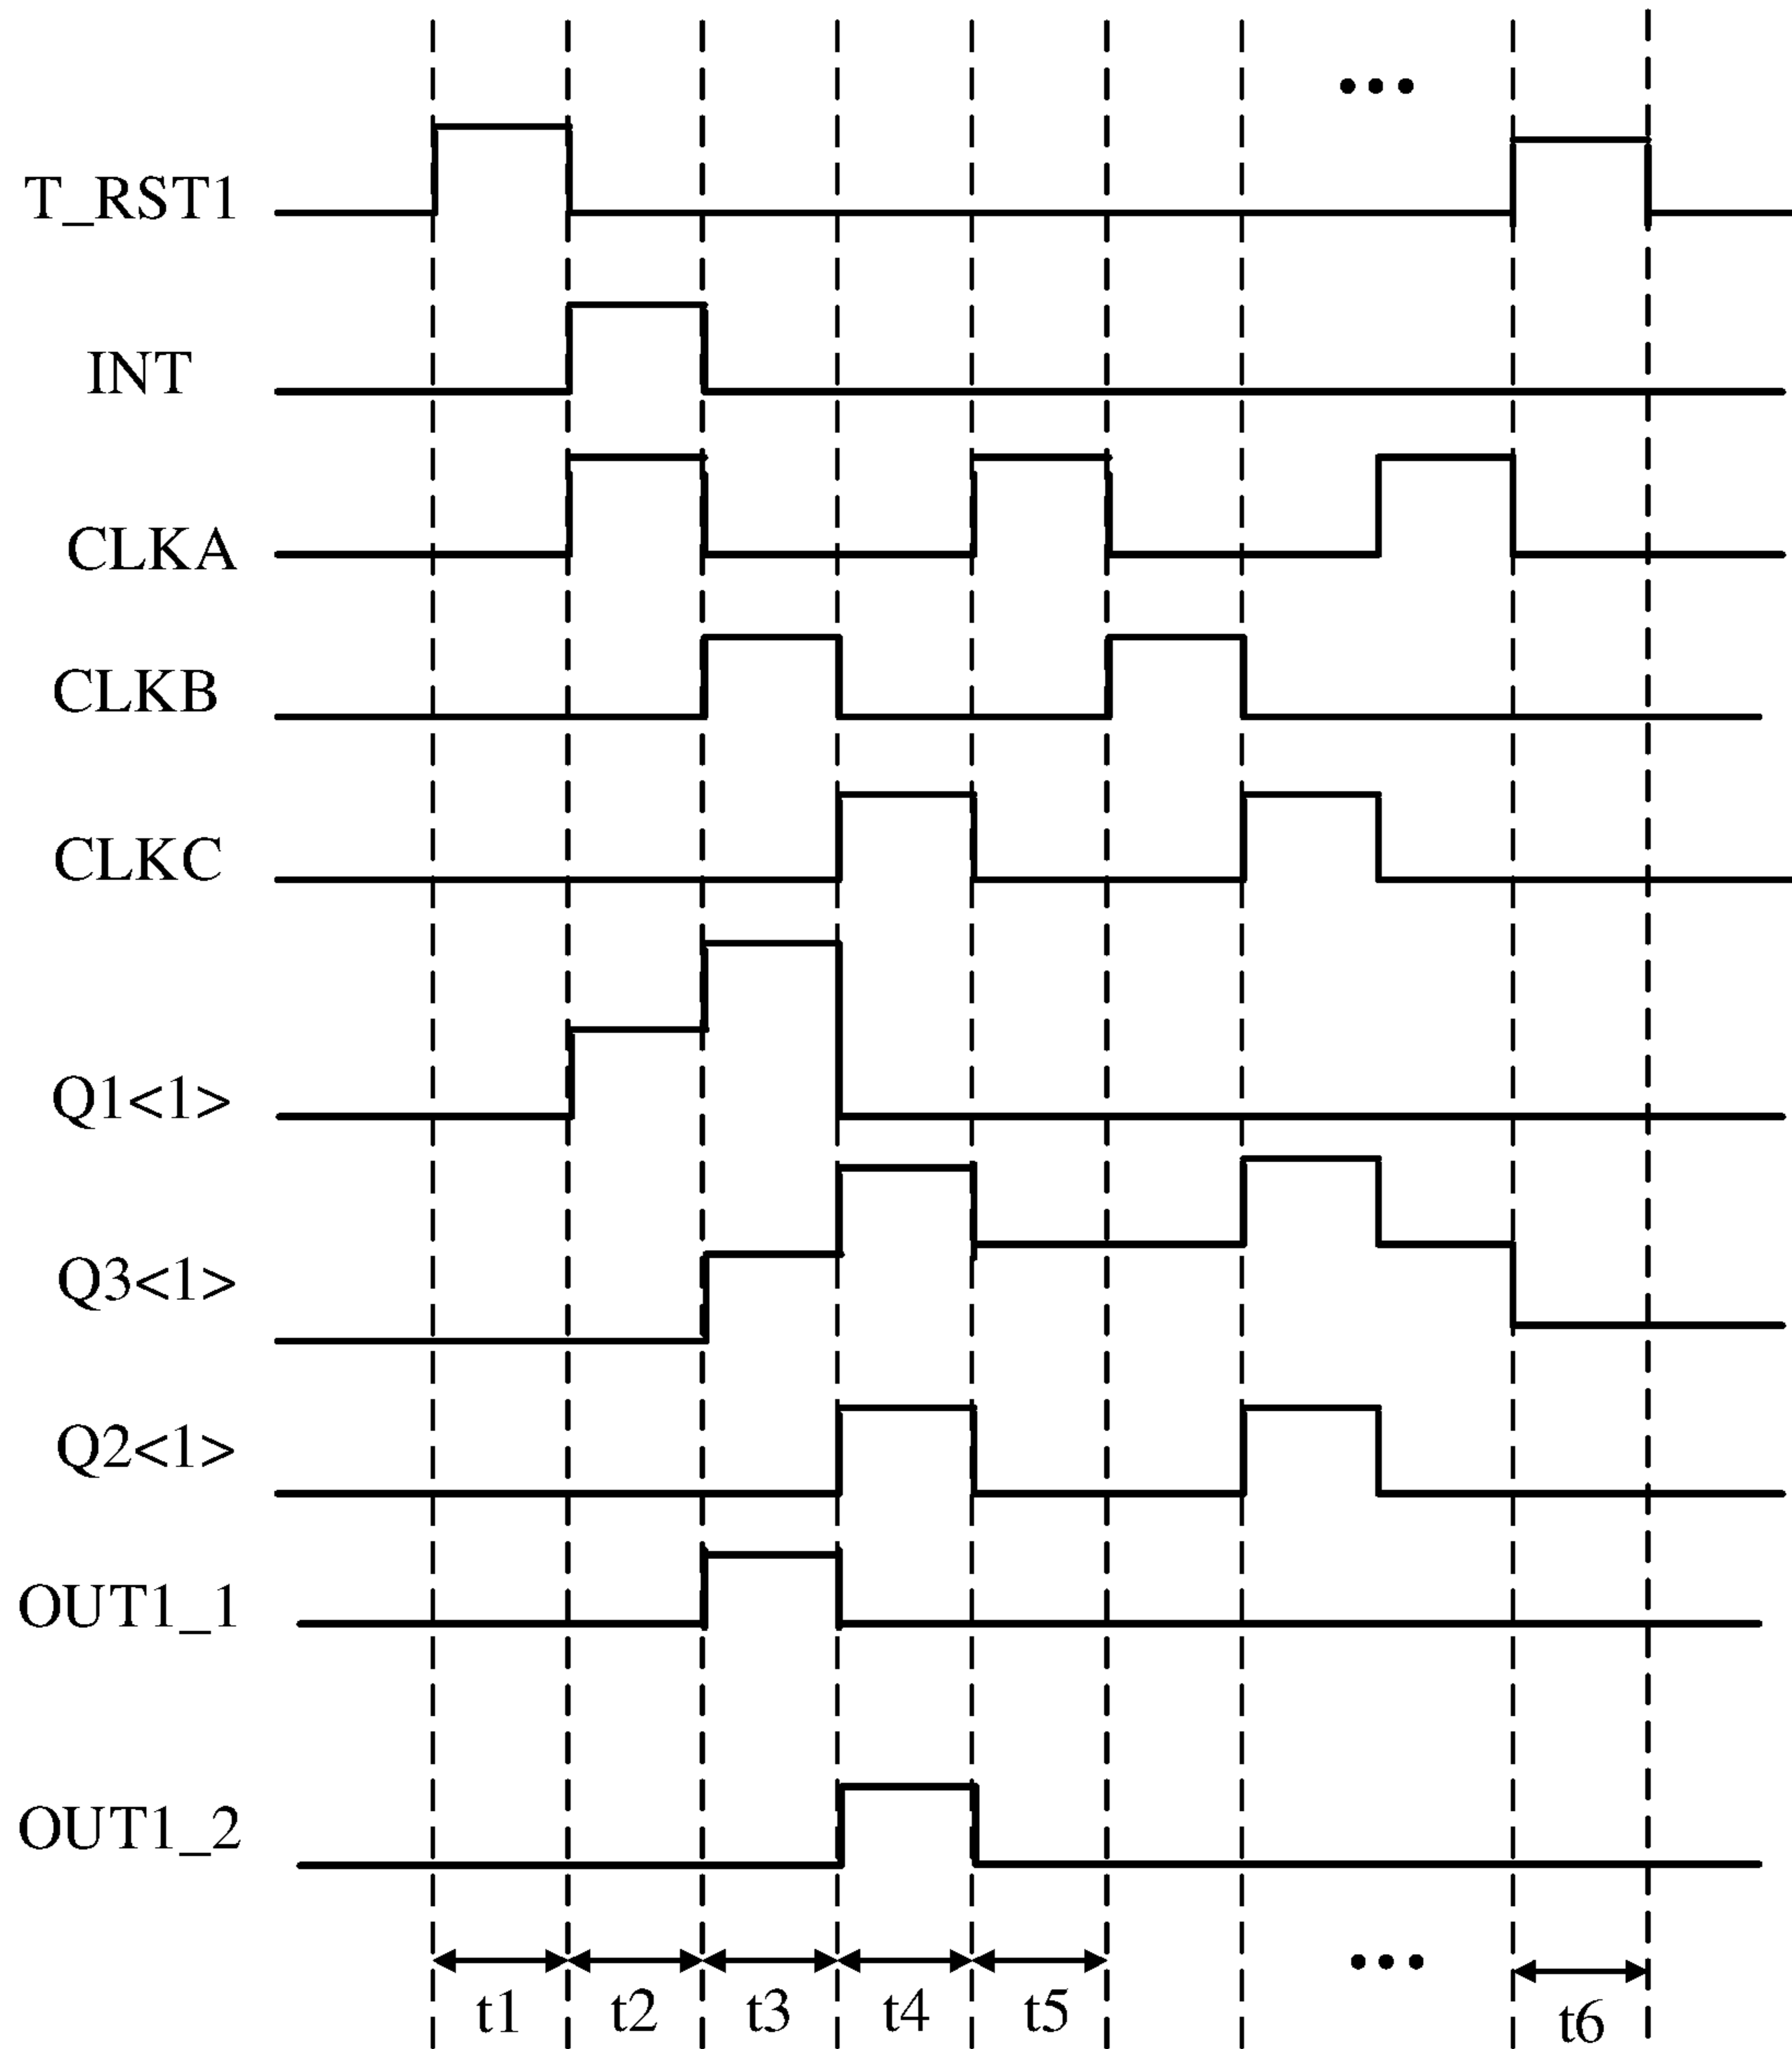 •••
T_RST1
INT
CLKA
CLKB
CLKC
Q1<1>
Q3<1>
Q2<1>
OUT1_1
OUT1_2
•••
t1 t2 t3 t4 t5 t6